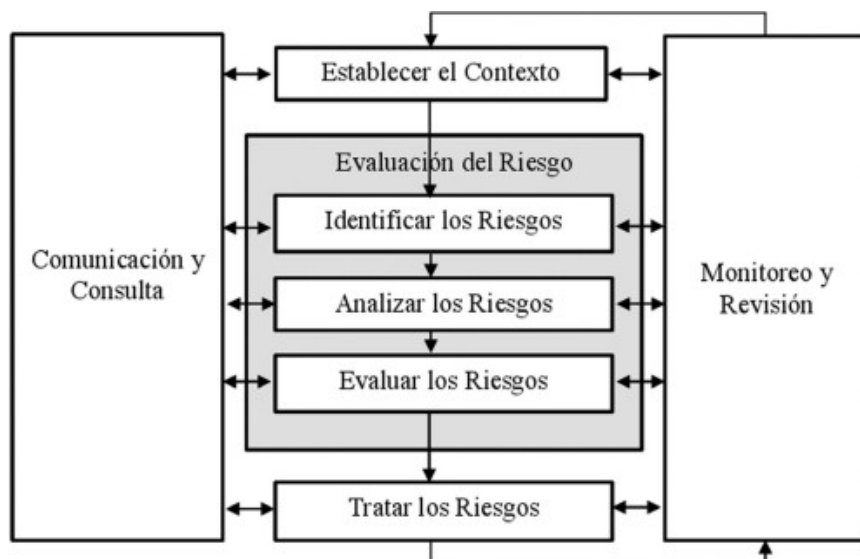 Establecer el Contexto
Evaluación del Riesgo
Identificar los Riesgos
Comunicación y
Consulta
Analizar los Riesgos
Monitoreo y
Revisión
Evaluar los Riesgos
Tratar los Riesgos